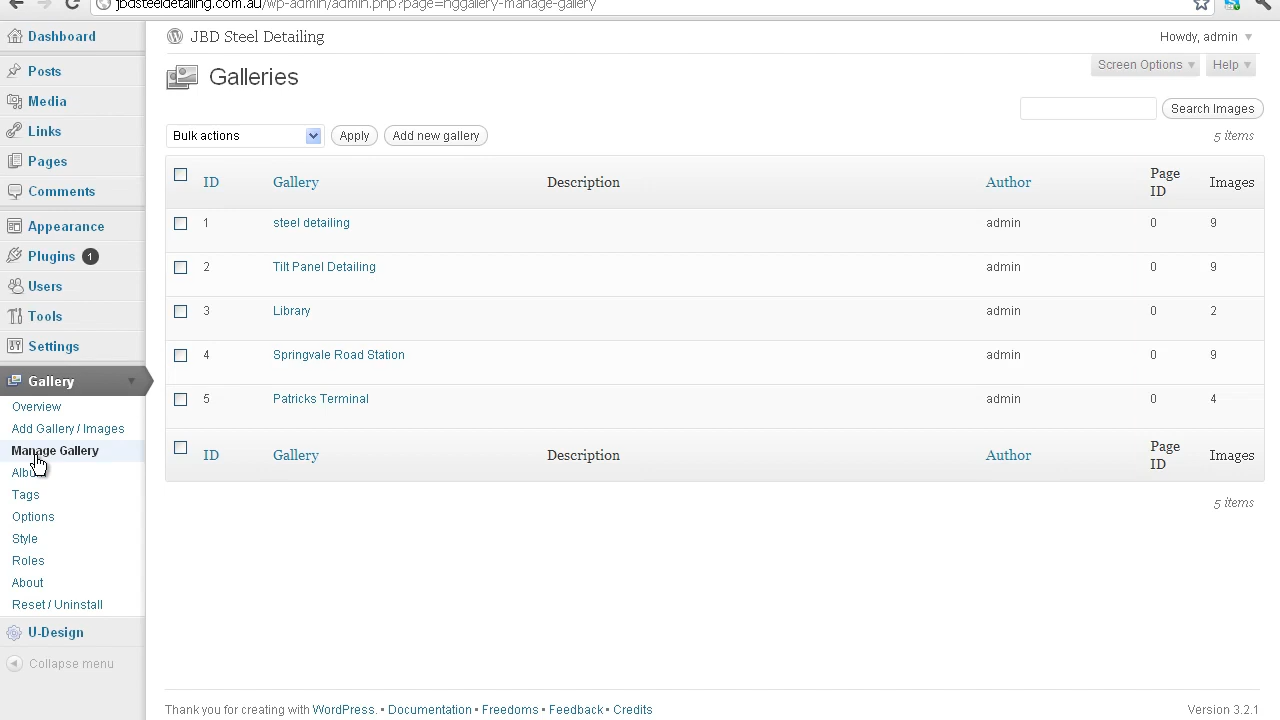 jbdsteeldetailing.com.au/wp-admin/admin.php?page=nggallery-manage-gallery
JBD Steel Detailing
Howdy, admin
Galleries
Screen Options
Help
Search Images
Bulk actions
Apply
Add new gallery
5 items
ID Gallery Description Author Page ID Images
1 steel detailing admin 0 9
2 Tilt Panel Detailing admin 0 9
3 Library admin 0 2
4 Springvale Road Station admin 0 9
5 Patricks Terminal admin 0 4
ID Gallery Description Author Page ID Images
5 items
Dashboard
Posts
Media
Links
Pages
Comments
Appearance
Plugins 1
Users
Tools
Settings
Gallery
Overview
Add Gallery / Images
Manage Gallery
Tags
Options
Style
Roles
About
Reset / Uninstall
U-Design
Collapse menu
Thank you for creating with WordPress. • Documentation • Freedoms • Feedback • Credits
Version 3.2.1